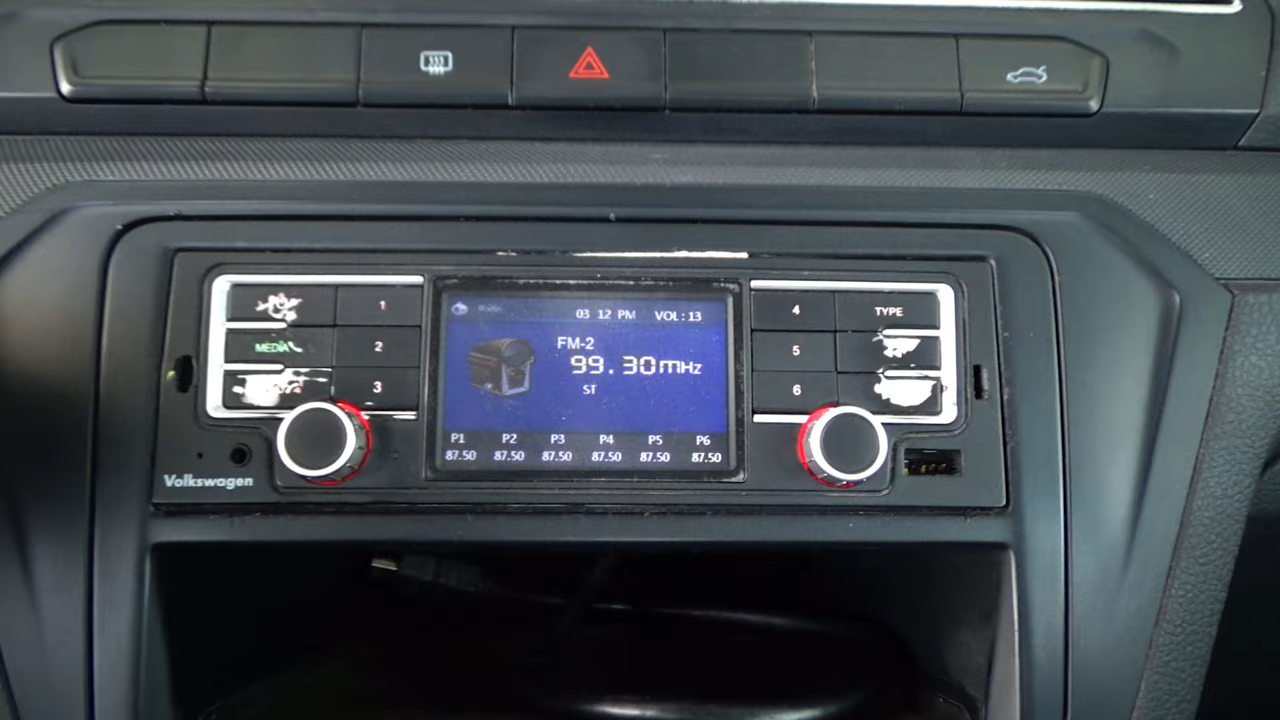 Radio 03 12 PM VOL:13
FM-2
99.30mHz
ST
P1 P2 P3 P4 P5 P6
87.50 87.50 87.50 87.50 87.50 87.50
1
MEDIA 2
3
4 TYPE
5
6
Volkswagen